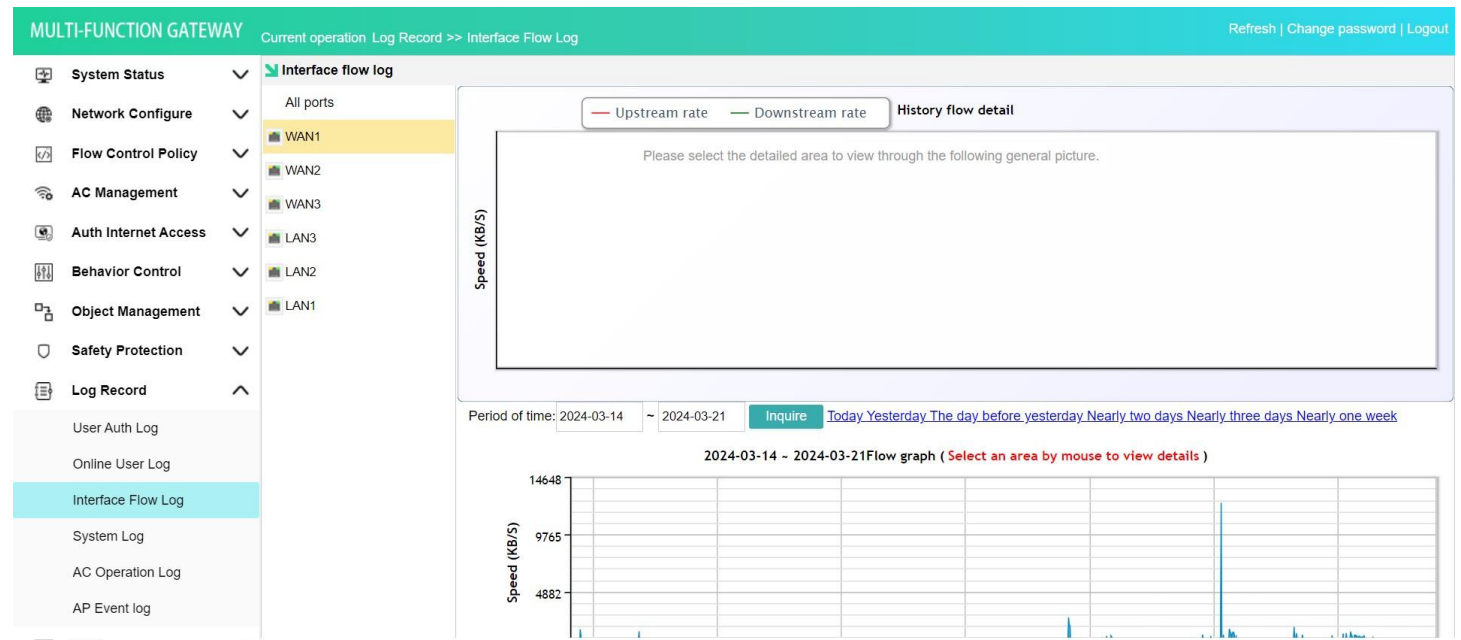 MULTI-FUNCTION GATEWAY
Current operation Log Record >> Interface Flow Log
Refresh | Change password | Logout
System Status
Network Configure
Flow Control Policy
AC Management
Auth Internet Access
Behavior Control
Object Management
Safety Protection
Log Record
User Auth Log
Online User Log
Interface Flow Log
System Log
AC Operation Log
AP Event log
Interface flow log
All ports
WAN1
WAN2
WAN3
LAN3
LAN2
LAN1
Upstream rate
Downstream rate
History flow detail
Please select the detailed area to view through the following general picture.
Speed (KB/S)
Period of time: 2024-03-14 ~ 2024-03-21 Inquire Today Yesterday The day before yesterday Nearly two days Nearly three days Nearly one week
2024-03-14 ~ 2024-03-21Flow graph ( Select an area by mouse to view details )
14648
9765
4882
Speed (KB/S)